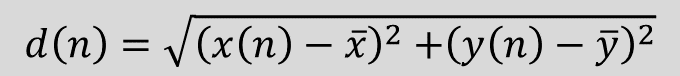 d(n) = √(x(n) − x̄)² +(y(n) − ȳ)²